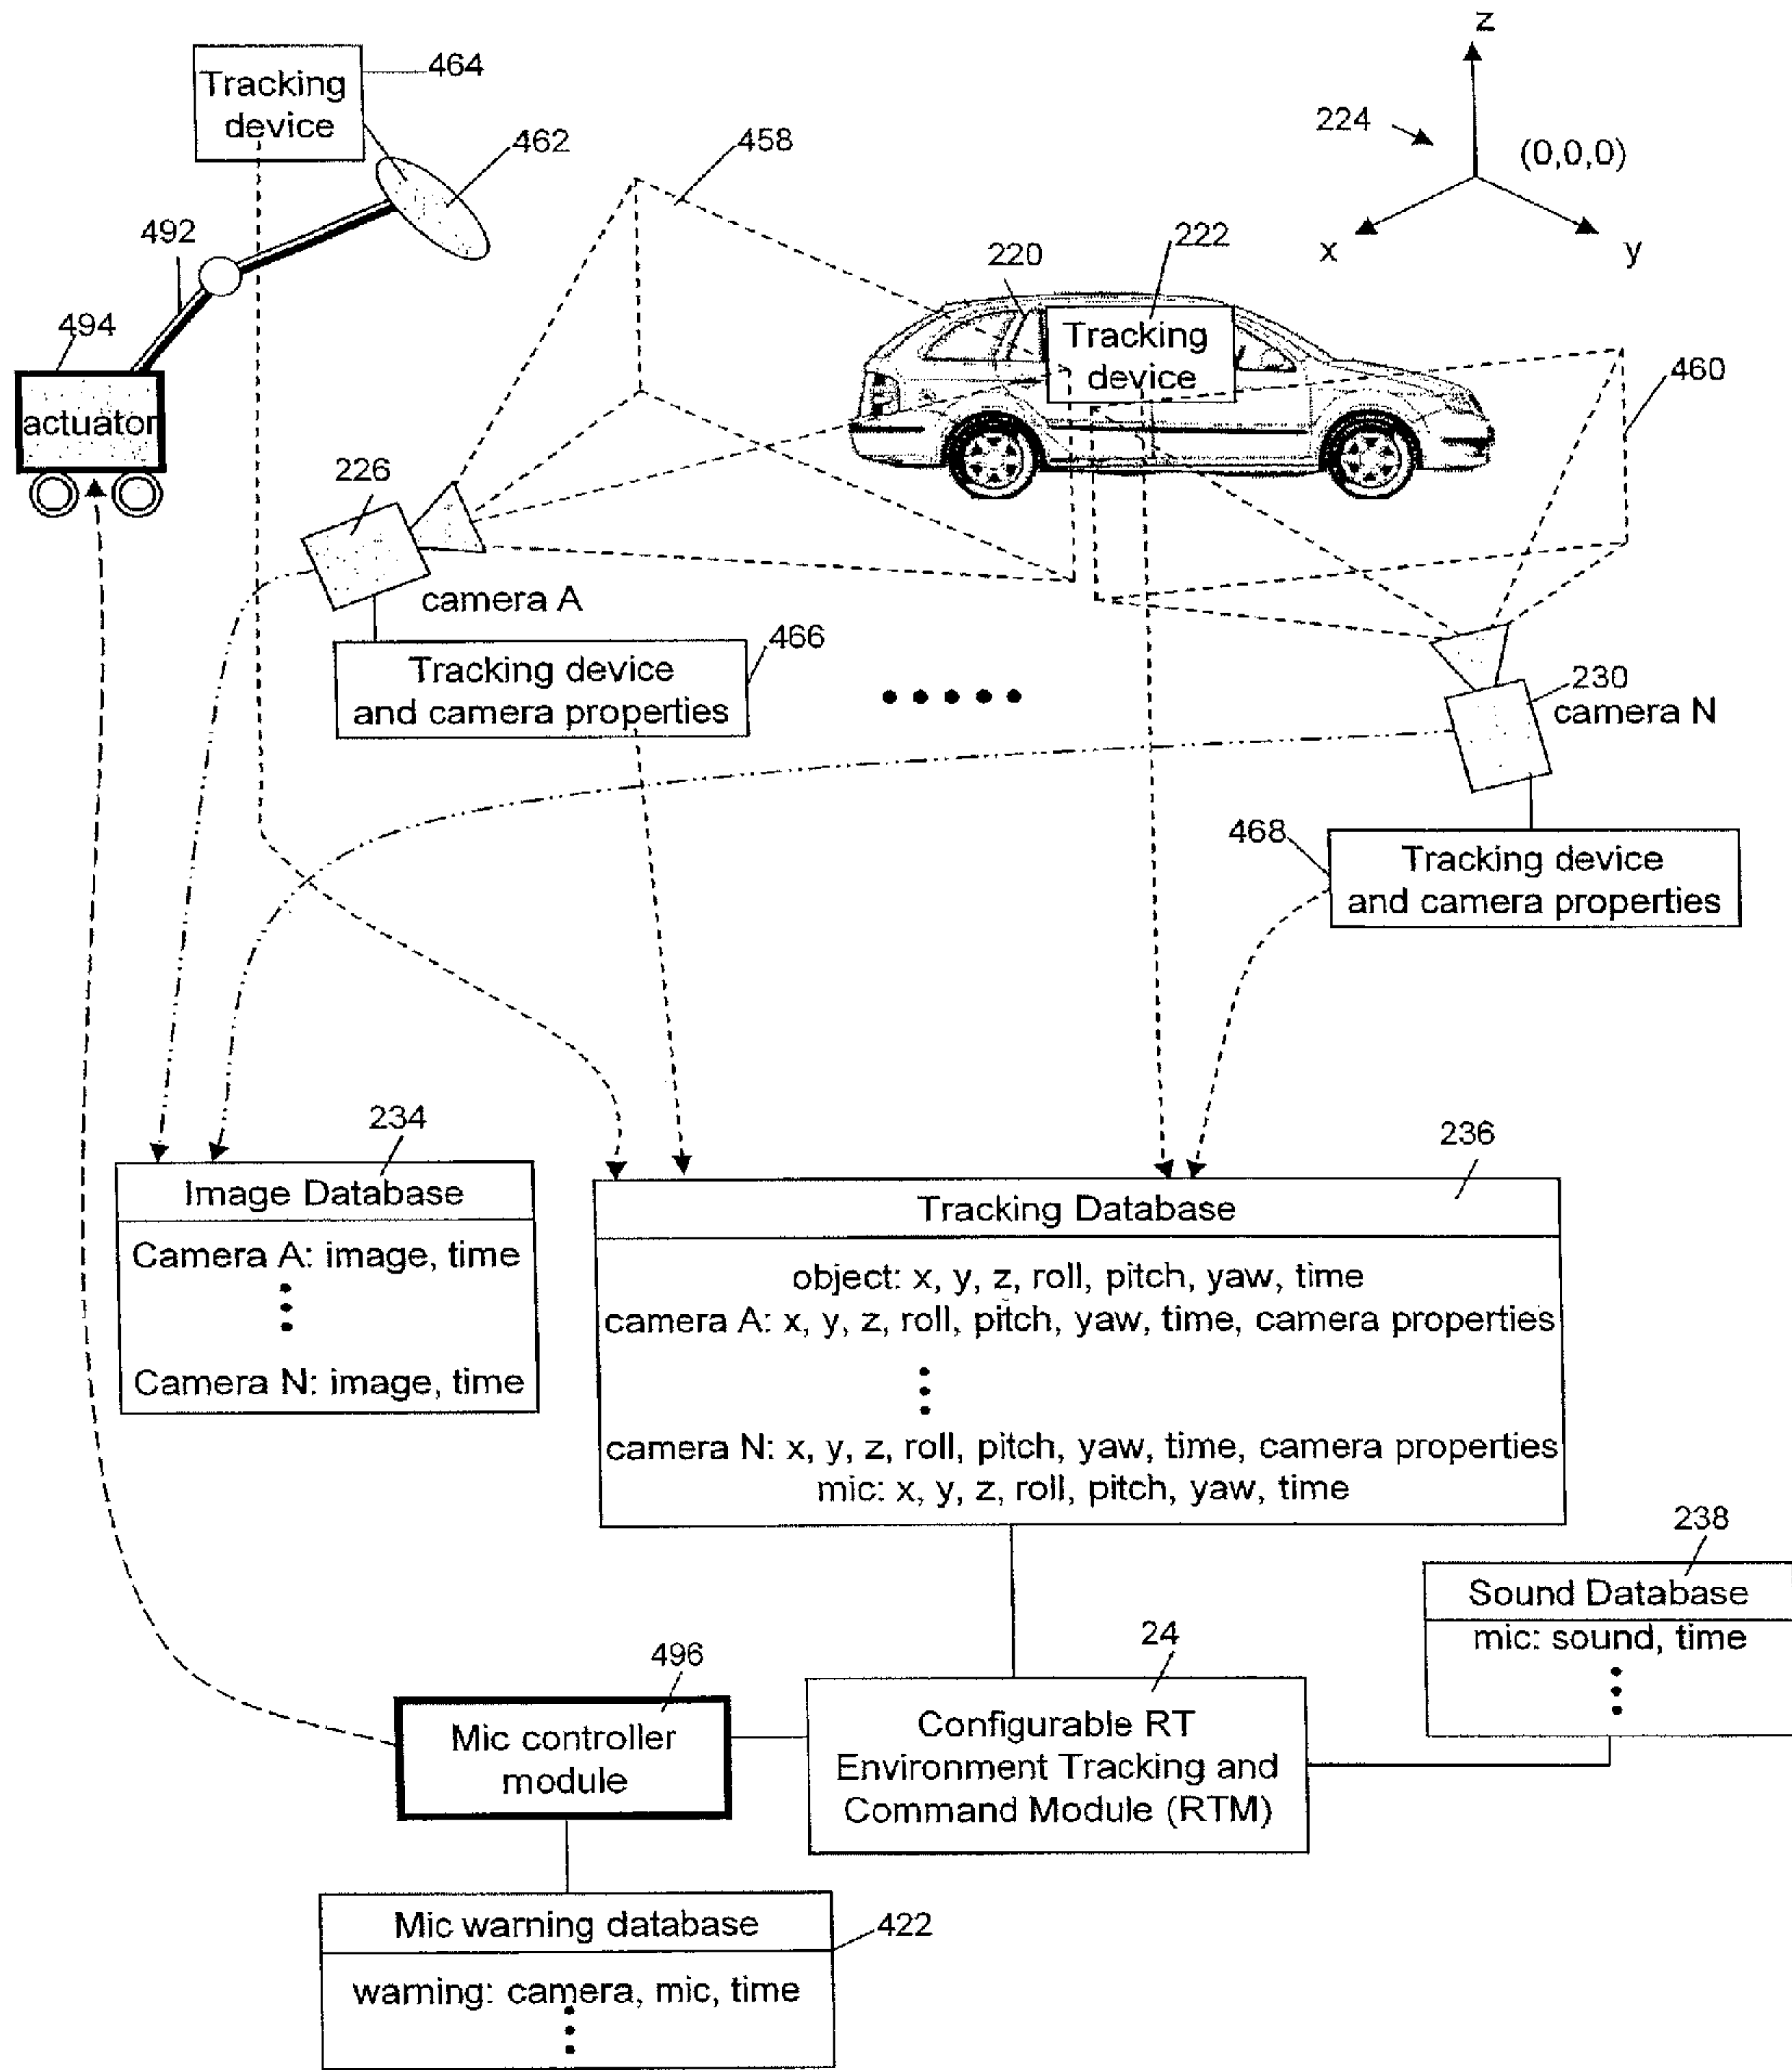 z
464
Tracking
device
462
458
224
(0,0,0)
492
222
220
x
y
494
Tracking
device
460
actuator
226
camera A
466
Tracking device
and camera properties
230
camera N
468
Tracking device
and camera properties
234
236
Image Database
Camera A: image, time
Camera N: image, time
Tracking Database
object: x, y, z, roll, pitch, yaw, time
camera A: x, y, z, roll, pitch, yaw, time, camera properties
camera N: x, y, z, roll, pitch, yaw, time, camera properties
mic: x, y, z, roll, pitch, yaw, time
238
Sound Database
mic: sound, time
496
24
Mic controller
module
Configurable RT
Environment Tracking and
Command Module (RTM)
Mic warning database
422
warning: camera, mic, time